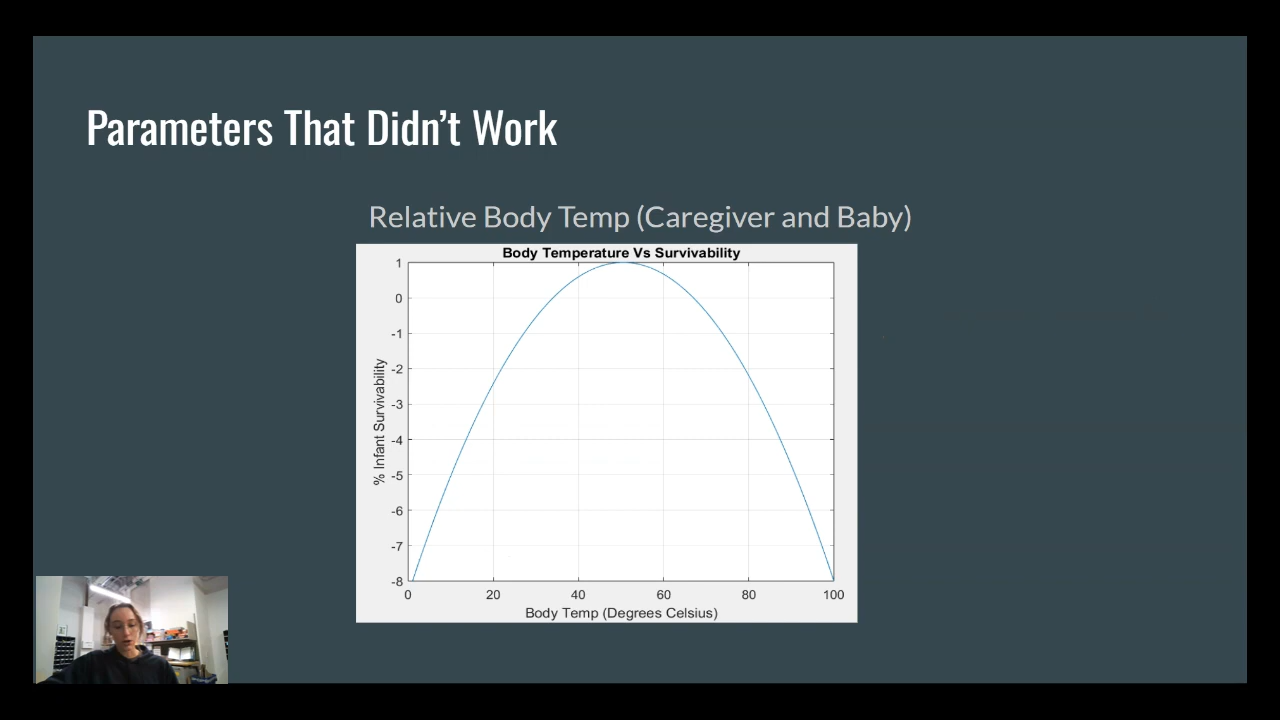 Parameters That Didn't Work
Relative Body Temp (Caregiver and Baby)
Body Temperature Vs Survivability
1
0
-1
-2
-3
-4
-5
-6
-7
-8
% Infant Survivability
0 20 40 60 80 100
Body Temp (Degrees Celsius)